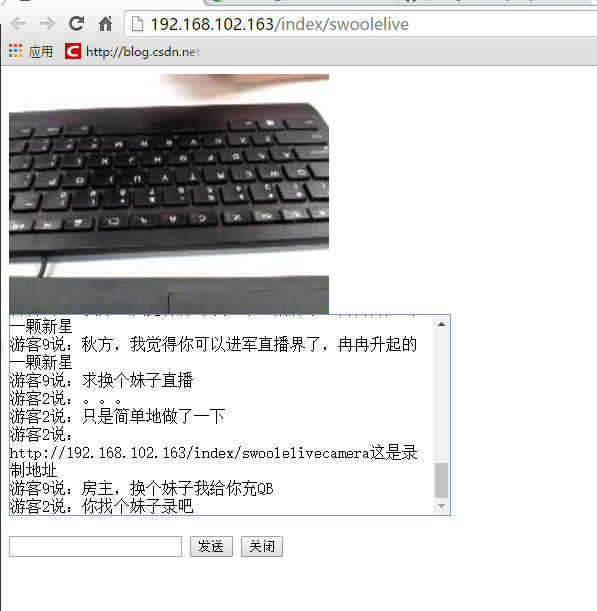 192.168.102.163/index/swoolelive
应用 http://blog.csdn.net
一颗新星
游客9说：秋方，我觉得你可以进军直播界了，冉冉升起的
一颗新星
游客9说：求换个妹子直播
游客2说：。。。
游客2说：只是简单地做了一下
游客2说：
http://192.168.102.163/index/swoolelivecamera这是录
制地址
游客9说：房主，换个妹子我给你充QB
游客2说：你找个妹子录吧
发送 关闭